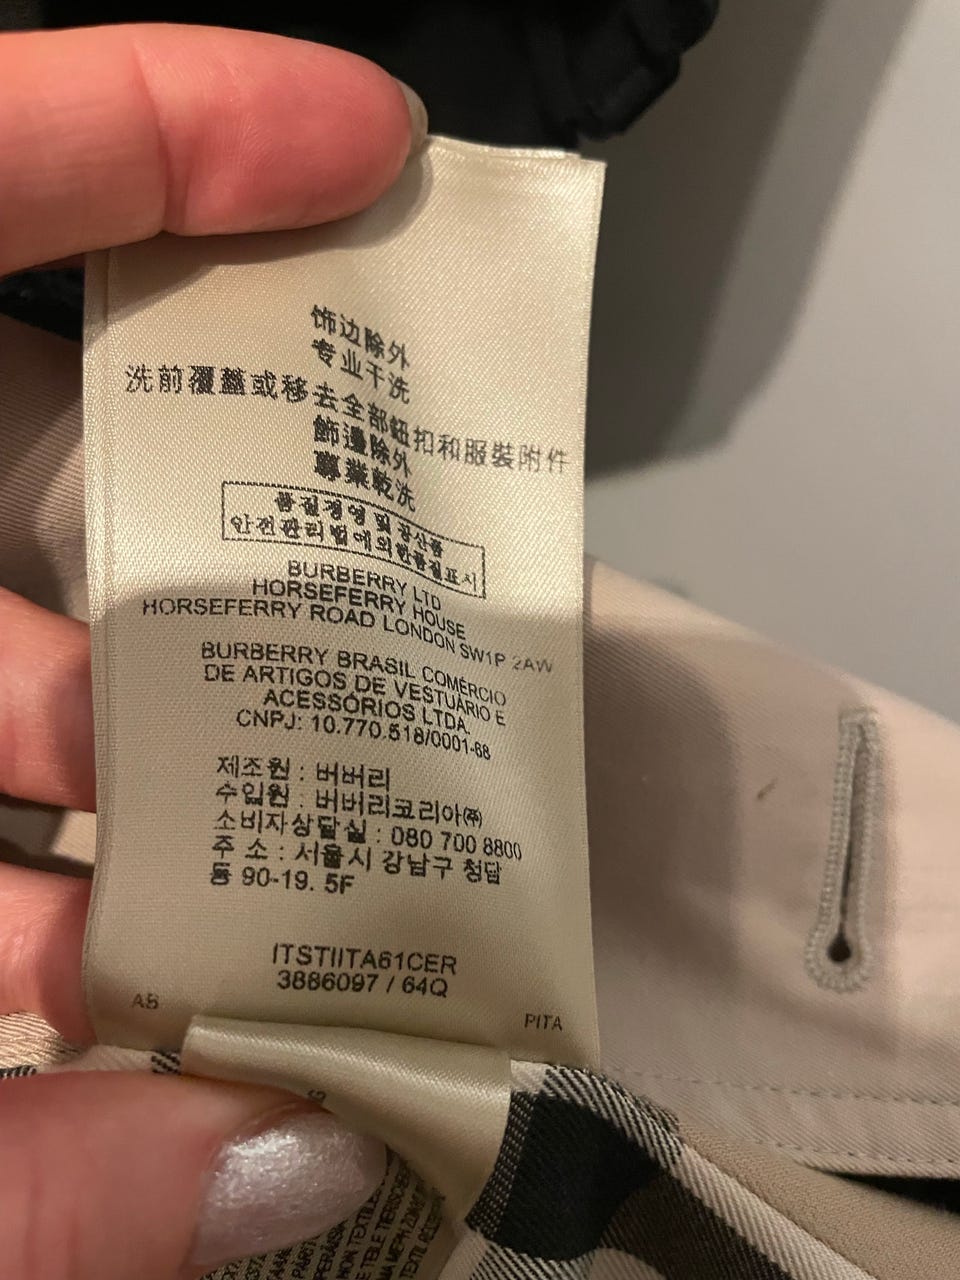 饰边除外
专业干洗
洗前覆蓋或移去全部鈕扣和服裝附件
飾邊除外
專業乾洗
품질경영 및 공산품
안전관리법에의한품질표시
BURBERRY LTD
HORSEFERRY HOUSE
HORSEFERRY ROAD LONDON SW1P 2AW
BURBERRY BRASIL COMÉRCIO
DE ARTIGOS DE VESTUÁRIO E
ACESSÓRIOS LTDA.
CNPJ: 10.770.518/0001-68
제조원 : 버버리
수입원 : 버버리코리아㈜
소비자상담실 : 080 700 8800
주 소 : 서울시 강남구 청담
동 90-19. 5F
ITSTIITA61CER
3886097 / 64Q
AB
PITA
G
NON TEXTILE